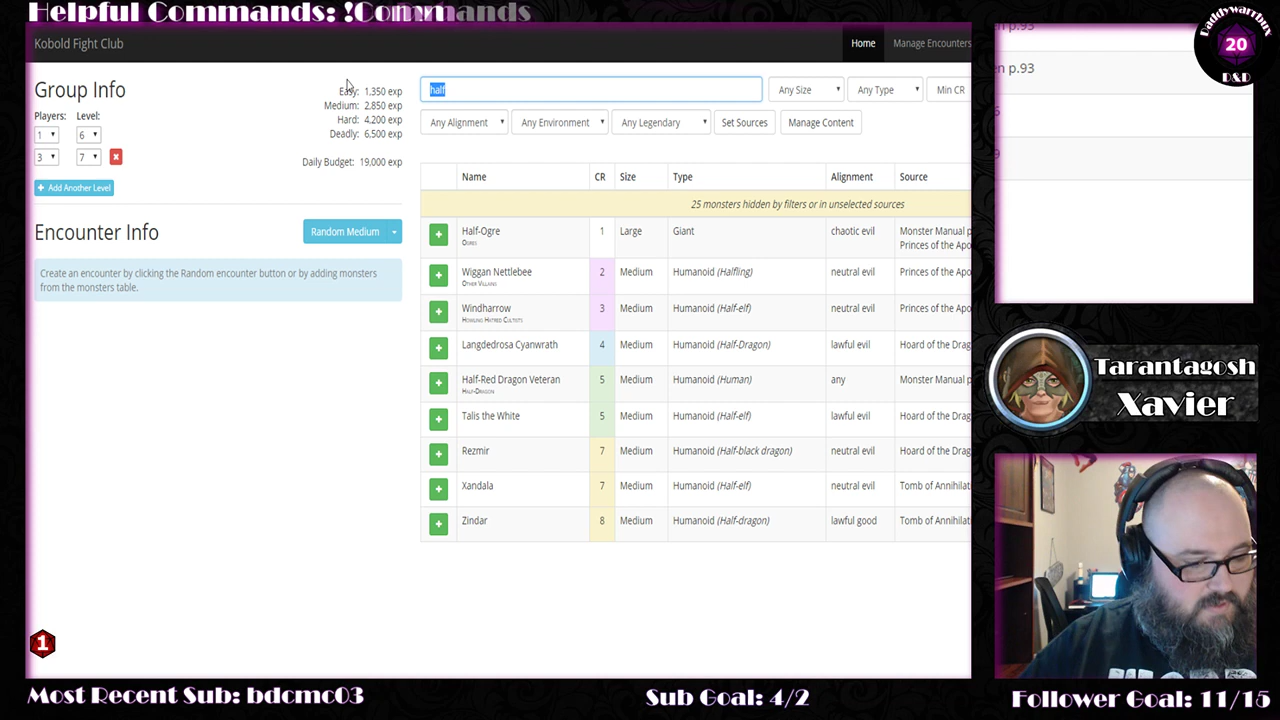 Helpful Commands: !Comm
Daddywarrbux
20
D&D
Kobold Fight Club
Home
Manage Encounters
Group Info
Players: Level:
1 6
3 7
+ Add Another Level
Easy: 1,350 exp
Medium: 2,850 exp
Hard: 4,200 exp
Deadly: 6,500 exp
Daily Budget: 19,000 exp
Encounter Info
Random Medium
Create an encounter by clicking the Random encounter button or by adding monsters
from the monsters table.
half
Any Size Any Type Min CR
Any Alignment Any Environment Any Legendary Set Sources Manage Content
Name CR Size Type Alignment Source
25 monsters hidden by filters or in unselected sources
Half-Ogre 1 Large Giant chaotic evil Monster Manual p
Ogres Princes of the Apo
Wiggan Nettlebee 2 Medium Humanoid (Halfling) neutral evil Princes of the Apo
Other Villains
Windharrow 3 Medium Humanoid (Half-elf) neutral evil Princes of the Apo
Howling Hatred Cultists
Langdedrosa Cyanwrath 4 Medium Humanoid (Half-Dragon) lawful evil Hoard of the Drag
Half-Red Dragon Veteran 5 Medium Humanoid (Human) any Monster Manual p
Half-Dragon
Talis the White 5 Medium Humanoid (Half-elf) lawful evil Hoard of the Drag
Rezmir 7 Medium Humanoid (Half-black dragon) neutral evil Hoard of the Drag
Xandala 7 Medium Humanoid (Half-elf) neutral evil Tomb of Annihilat
Zindar 8 Medium Humanoid (Half-dragon) lawful good Tomb of Annihilat
en p.93
Tarantagosh
Xavier
1
Most Recent Sub: bdcmc03
Sub Goal: 4/2
Follower Goal: 11/15